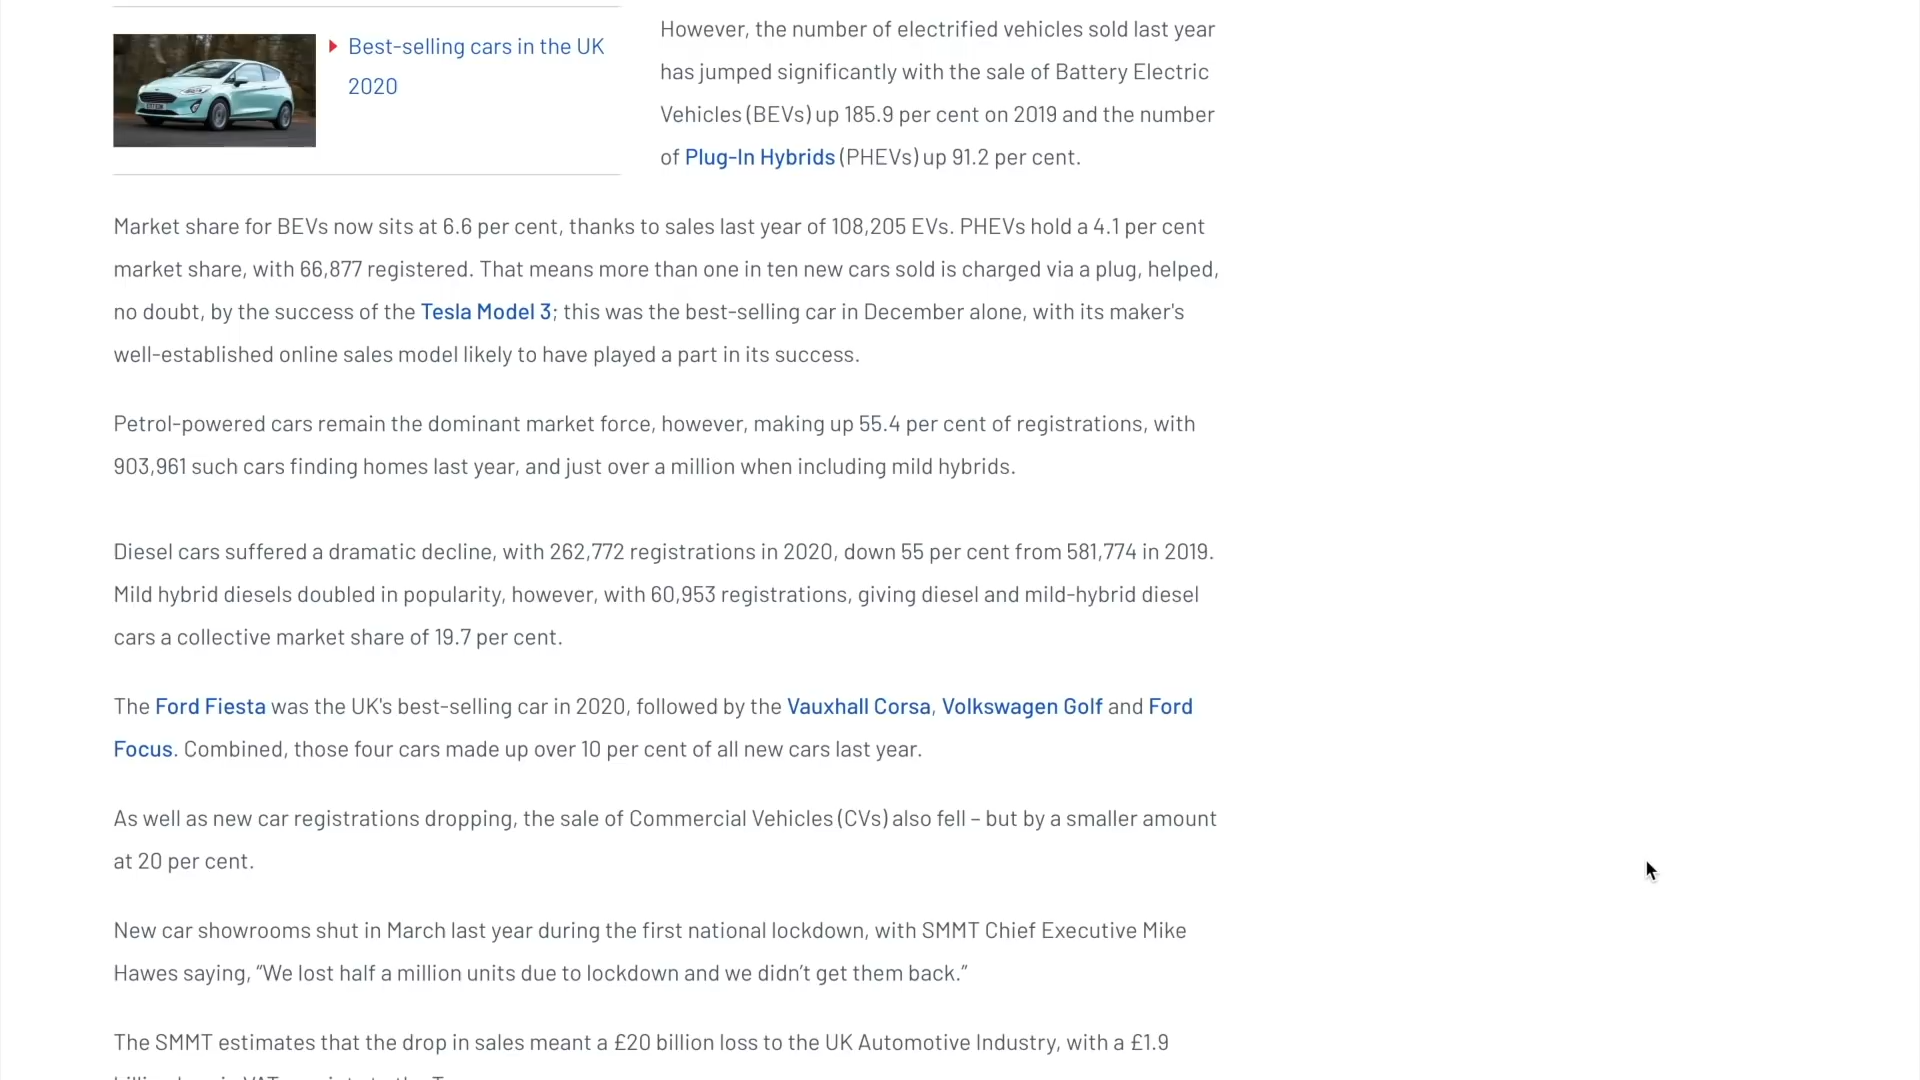 Best-selling cars in the UK
2020
However, the number of electrified vehicles sold last year
has jumped significantly with the sale of Battery Electric
Vehicles (BEVs) up 185.9 per cent on 2019 and the number
of Plug-In Hybrids (PHEVs) up 91.2 per cent.
Market share for BEVs now sits at 6.6 per cent, thanks to sales last year of 108,205 EVs. PHEVs hold a 4.1 per cent
market share, with 66,877 registered. That means more than one in ten new cars sold is charged via a plug, helped,
no doubt, by the success of the Tesla Model 3; this was the best-selling car in December alone, with its maker's
well-established online sales model likely to have played a part in its success.
Petrol-powered cars remain the dominant market force, however, making up 55.4 per cent of registrations, with
903,961 such cars finding homes last year, and just over a million when including mild hybrids.
Diesel cars suffered a dramatic decline, with 262,772 registrations in 2020, down 55 per cent from 581,774 in 2019.
Mild hybrid diesels doubled in popularity, however, with 60,953 registrations, giving diesel and mild-hybrid diesel
cars a collective market share of 19.7 per cent.
The Ford Fiesta was the UK's best-selling car in 2020, followed by the Vauxhall Corsa, Volkswagen Golf and Ford
Focus. Combined, those four cars made up over 10 per cent of all new cars last year.
As well as new car registrations dropping, the sale of Commercial Vehicles (CVs) also fell – but by a smaller amount
at 20 per cent.
New car showrooms shut in March last year during the first national lockdown, with SMMT Chief Executive Mike
Hawes saying, “We lost half a million units due to lockdown and we didn’t get them back.”
The SMMT estimates that the drop in sales meant a £20 billion loss to the UK Automotive Industry, with a £1.9